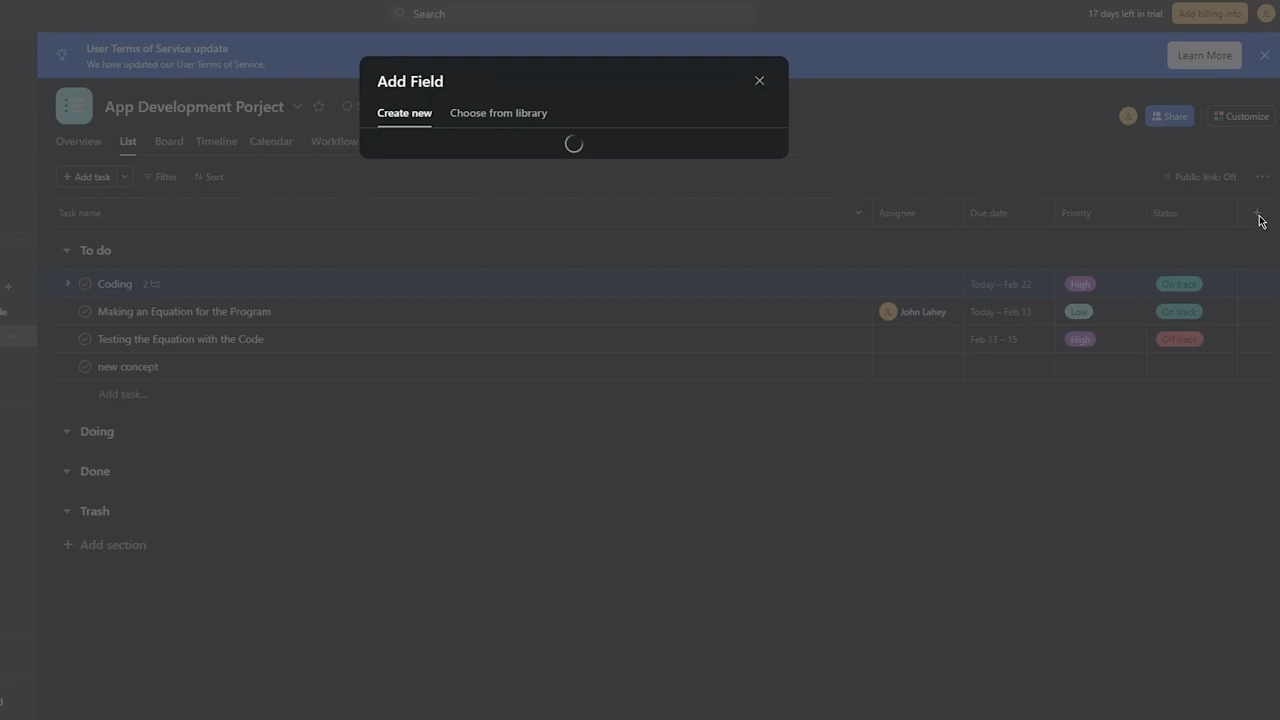 Search
17 days left in trial
Add billing info
JL
User Terms of Service update
We have updated our User Terms of Service.
Learn More
Add Field
Create new
Choose from library
App Development Porject
JL
Share
Customize
Overview
List
Board
Timeline
Calendar
Workflow
+ Add task
Filter
Sort
Public link: Off
Task name
Assignee
Due date
Priority
Status
To do
Coding 2
Today – Feb 22
High
On track
Making an Equation for the Program
JL John Lahey
Today – Feb 13
Low
On track
Testing the Equation with the Code
Feb 13 – 15
High
Off track
new concept
Add task...
Doing
Done
Trash
+ Add section